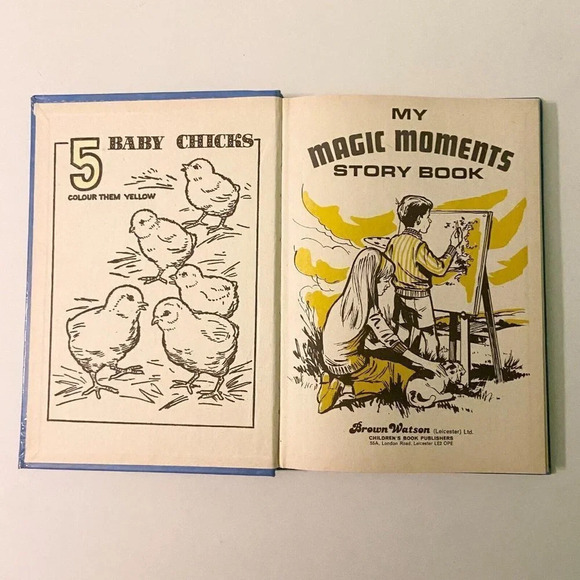 5 BABY CHICKS
COLOUR THEM YELLOW
MY
MAGIC MOMENTS
STORY BOOK
Brown Watson (Leicester) Ltd.
CHILDREN'S BOOK PUBLISHERS
55A, London Road, Leicester LE2 0PE